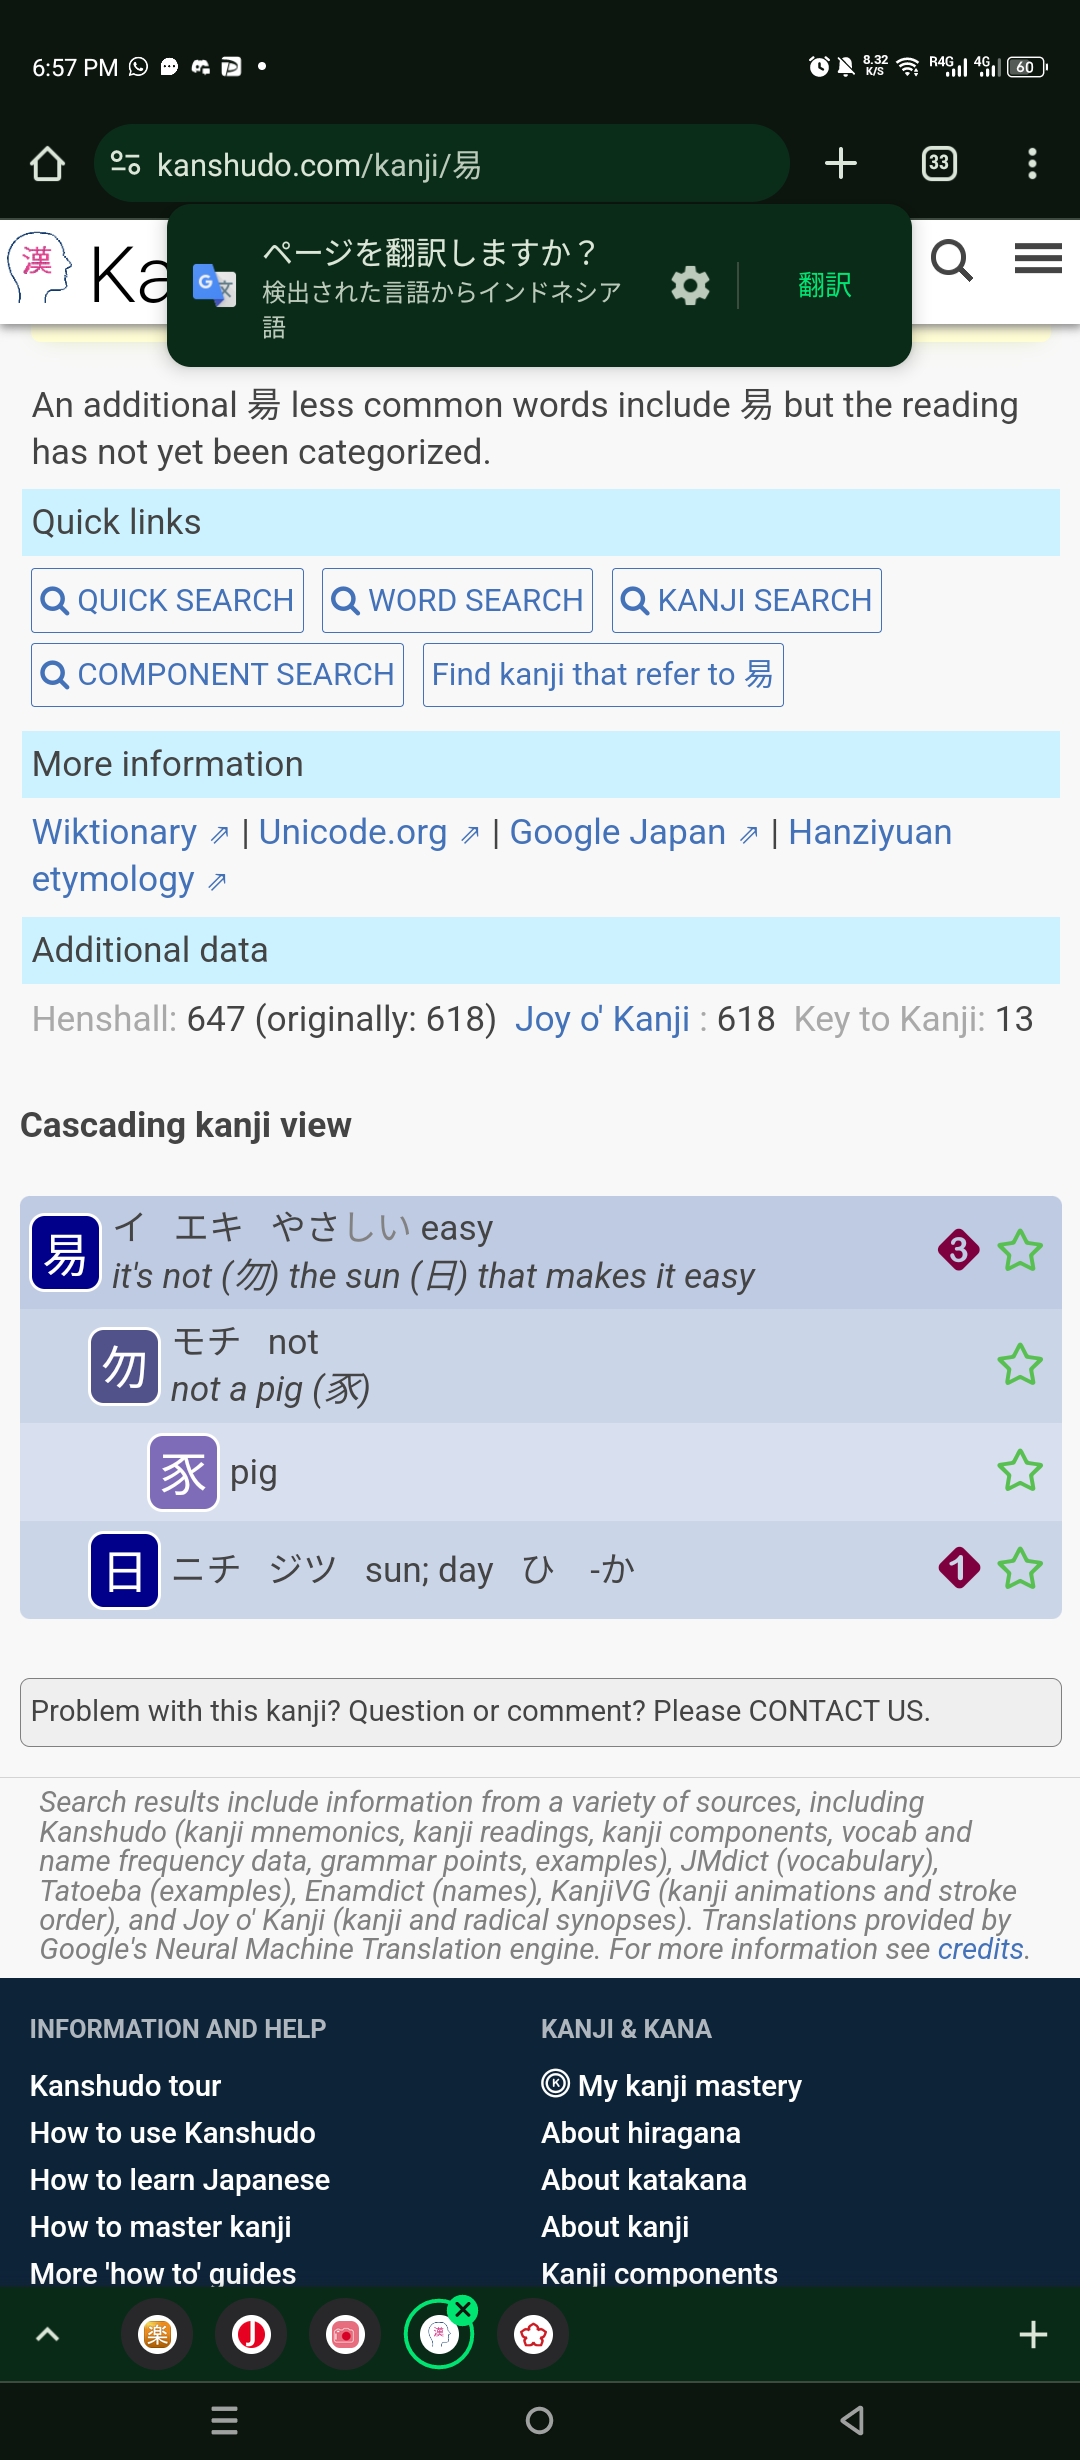 6:57 PM
8.32 K/S R4G 4G 60
kanshudo.com/kanji/易
33
漢 Ka
ページを翻訳しますか？
検出された言語からインドネシア
語
翻訳
An additional 昜 less common words include 易 but the reading
has not yet been categorized.
Quick links
QUICK SEARCH WORD SEARCH KANJI SEARCH
COMPONENT SEARCH Find kanji that refer to 易
More information
Wiktionary ⇗ | Unicode.org ⇗ | Google Japan ⇗ | Hanziyuan
etymology ⇗
Additional data
Henshall: 647 (originally: 618) Joy o' Kanji : 618 Key to Kanji: 13
Cascading kanji view
易 イ エキ やさしい easy 3
it's not (勿) the sun (日) that makes it easy
勿 モチ not
not a pig (豕)
豕 pig
日 ニチ ジツ sun; day ひ -か 1
Problem with this kanji? Question or comment? Please CONTACT US.
Search results include information from a variety of sources, including
Kanshudo (kanji mnemonics, kanji readings, kanji components, vocab and
name frequency data, grammar points, examples), JMdict (vocabulary),
Tatoeba (examples), Enamdict (names), KanjiVG (kanji animations and stroke
order), and Joy o' Kanji (kanji and radical synopses). Translations provided by
Google's Neural Machine Translation engine. For more information see credits.
INFORMATION AND HELP
Kanshudo tour
How to use Kanshudo
How to learn Japanese
How to master kanji
More 'how to' guides
KANJI & KANA
My kanji mastery
About hiragana
About katakana
About kanji
Kanji components
楽 J 漢